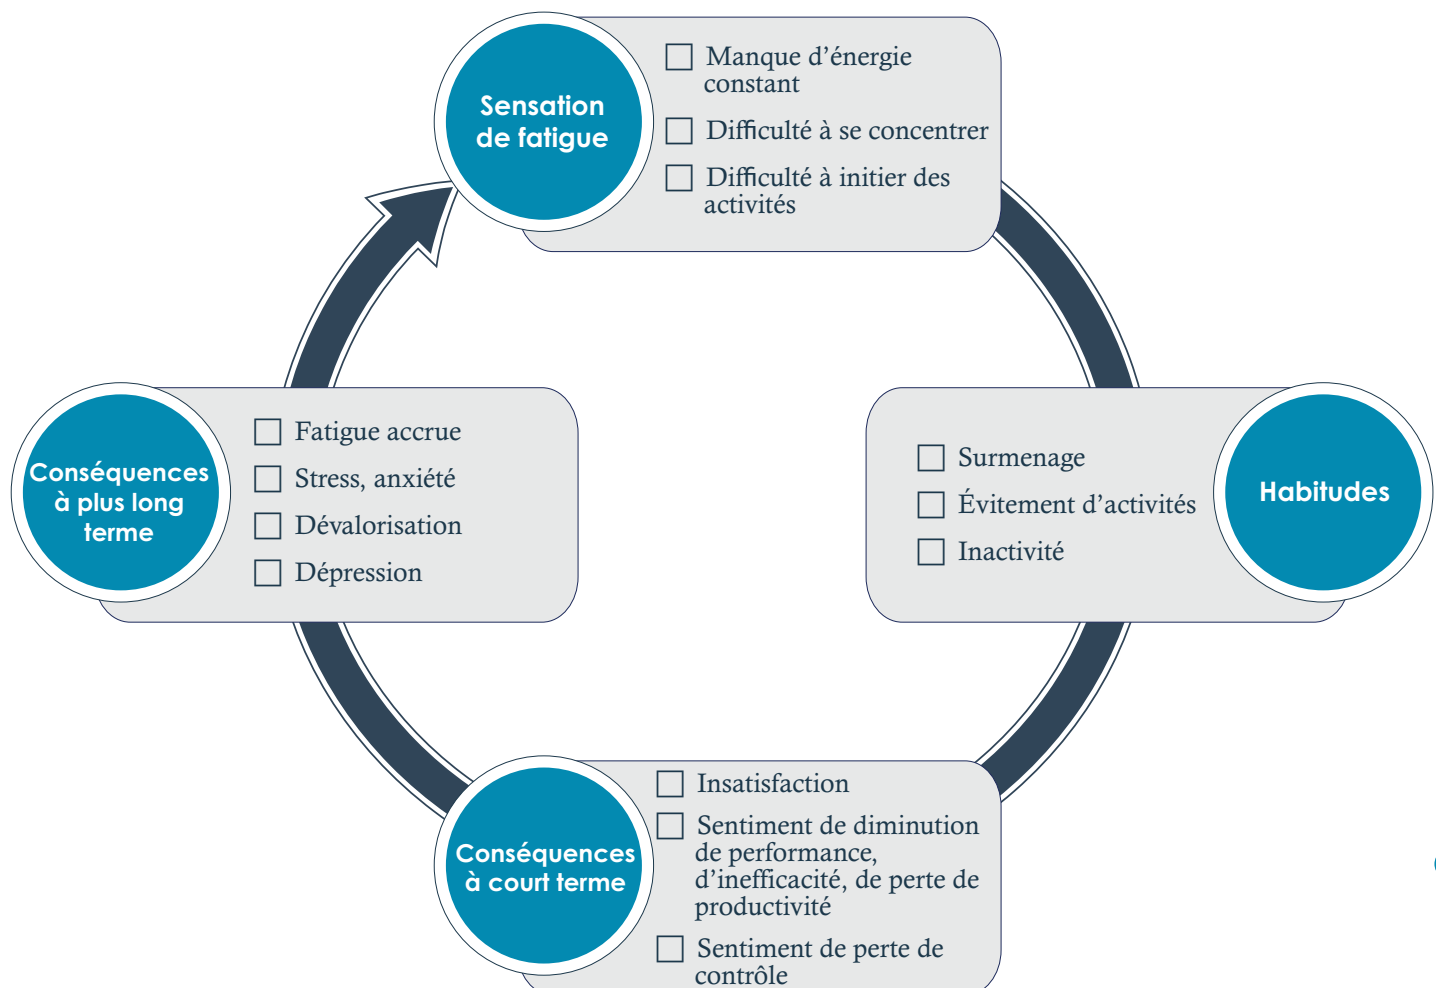 Sensation
de fatigue
Manque d’énergie
constant
Difficulté à se concentrer
Difficulté à initier des
activités
Habitudes
Surmenage
Évitement d’activités
Inactivité
Conséquences
à court terme
Insatisfaction
Sentiment de diminution
de performance,
d’inefficacité, de perte de
productivité
Sentiment de perte de
contrôle
Conséquences
à plus long
terme
Fatigue accrue
Stress, anxiété
Dévalorisation
Dépression